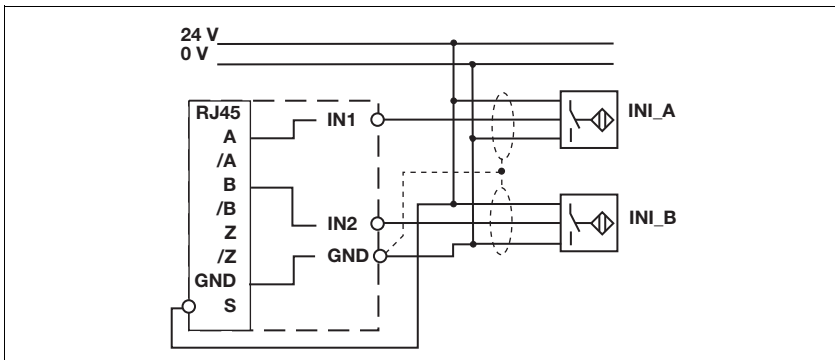 24 V
0 V
RJ45
A
/A
B
/B
Z
/Z
GND
S
IN1
IN2
GND
INI_A
INI_B